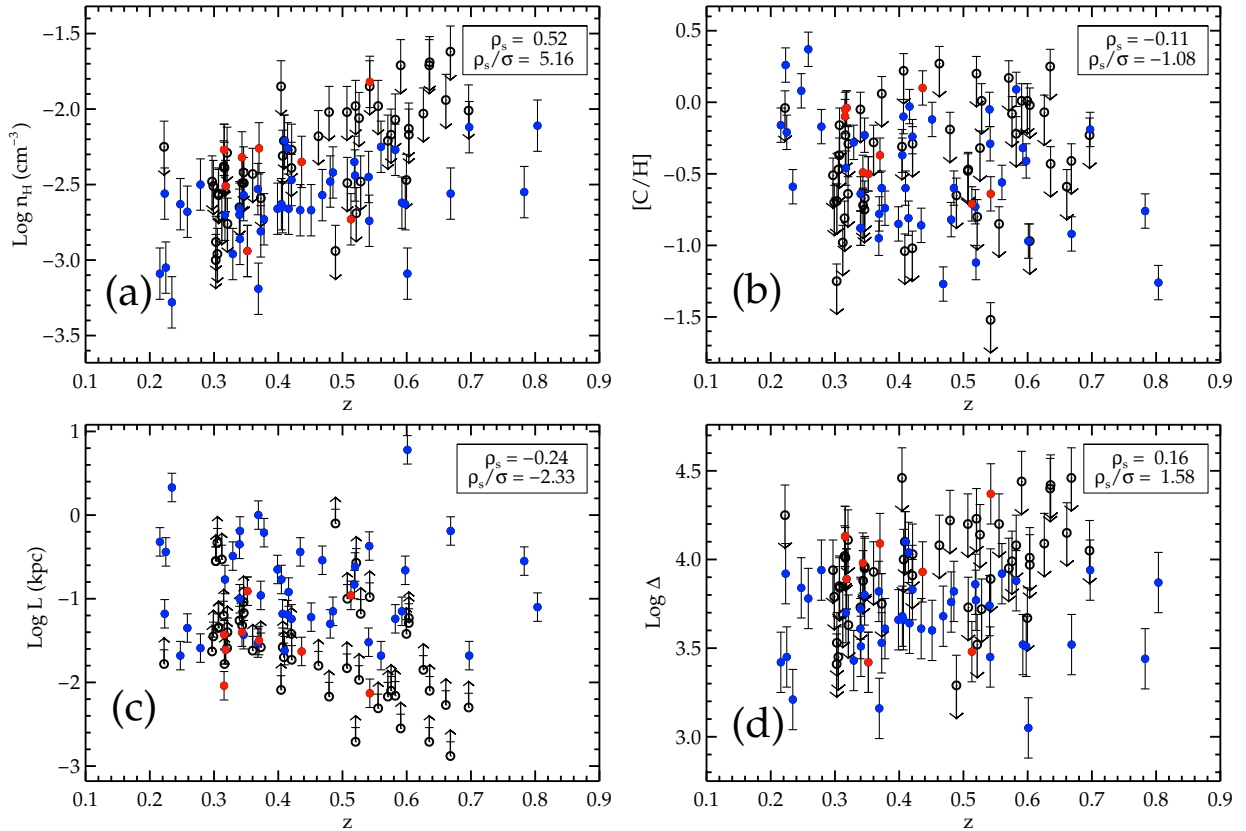 ρs = 0.52
ρs/σ = 5.16
−1.5
−2.0
−2.5
−3.0
−3.5
Log nH (cm−3)
(a)
0.1 0.2 0.3 0.4 0.5 0.6 0.7 0.8 0.9
z
ρs = −0.11
ρs/σ = −1.08
0.5
0.0
−0.5
−1.0
−1.5
[C/H]
(b)
0.1 0.2 0.3 0.4 0.5 0.6 0.7 0.8 0.9
z
ρs = −0.24
ρs/σ = −2.33
1
0
−1
−2
−3
Log L (kpc)
(c)
0.1 0.2 0.3 0.4 0.5 0.6 0.7 0.8 0.9
z
ρs = 0.16
ρs/σ = 1.58
4.5
4.0
3.5
3.0
Log Δ
(d)
0.1 0.2 0.3 0.4 0.5 0.6 0.7 0.8 0.9
z